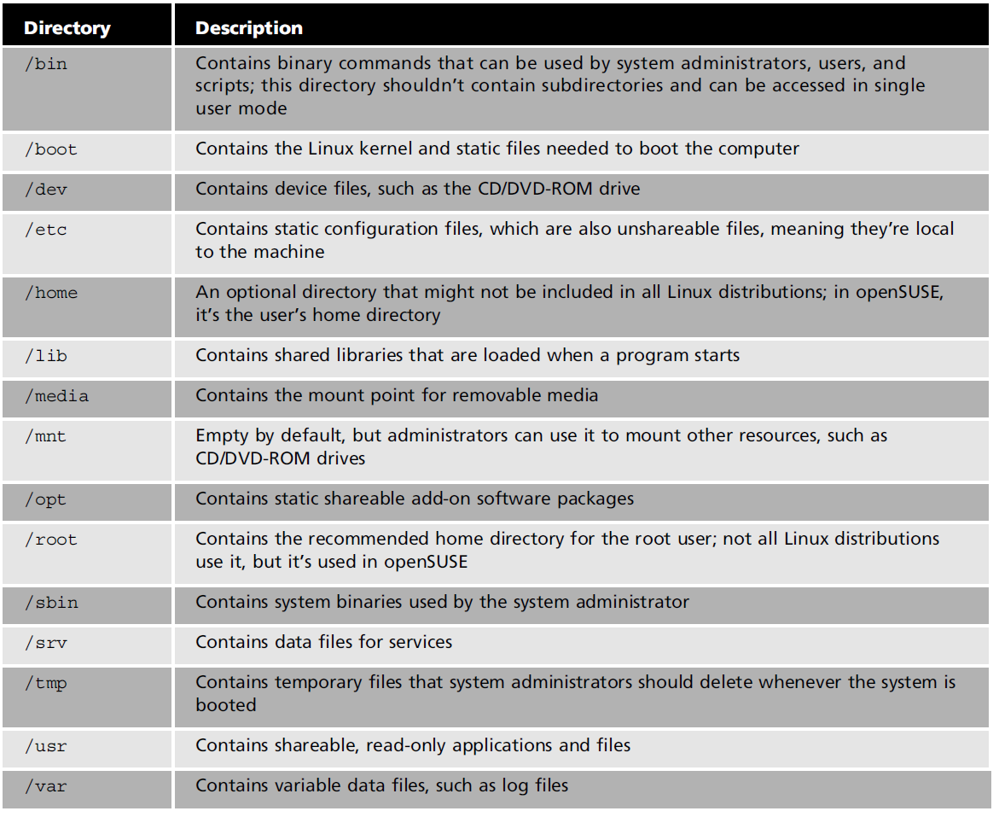 Directory Description
/bin Contains binary commands that can be used by system administrators, users, and
scripts; this directory shouldn’t contain subdirectories and can be accessed in single
user mode
/boot Contains the Linux kernel and static files needed to boot the computer
/dev Contains device files, such as the CD/DVD-ROM drive
/etc Contains static configuration files, which are also unshareable files, meaning they’re local
to the machine
/home An optional directory that might not be included in all Linux distributions; in openSUSE,
it’s the user’s home directory
/lib Contains shared libraries that are loaded when a program starts
/media Contains the mount point for removable media
/mnt Empty by default, but administrators can use it to mount other resources, such as
CD/DVD-ROM drives
/opt Contains static shareable add-on software packages
/root Contains the recommended home directory for the root user; not all Linux distributions
use it, but it’s used in openSUSE
/sbin Contains system binaries used by the system administrator
/srv Contains data files for services
/tmp Contains temporary files that system administrators should delete whenever the system is
booted
/usr Contains shareable, read-only applications and files
/var Contains variable data files, such as log files